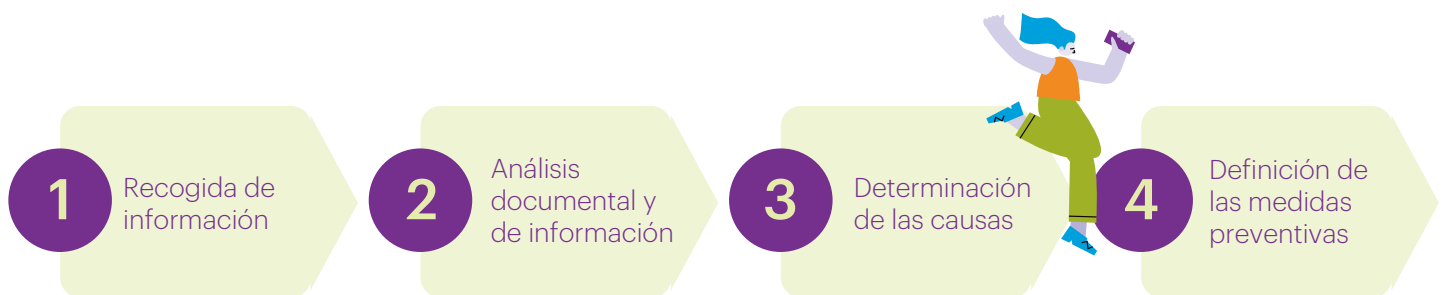 1
Recogida de
información
2
Análisis
documental y
de información
3
Determinación
de las causas
4
Definición de
las medidas
preventivas